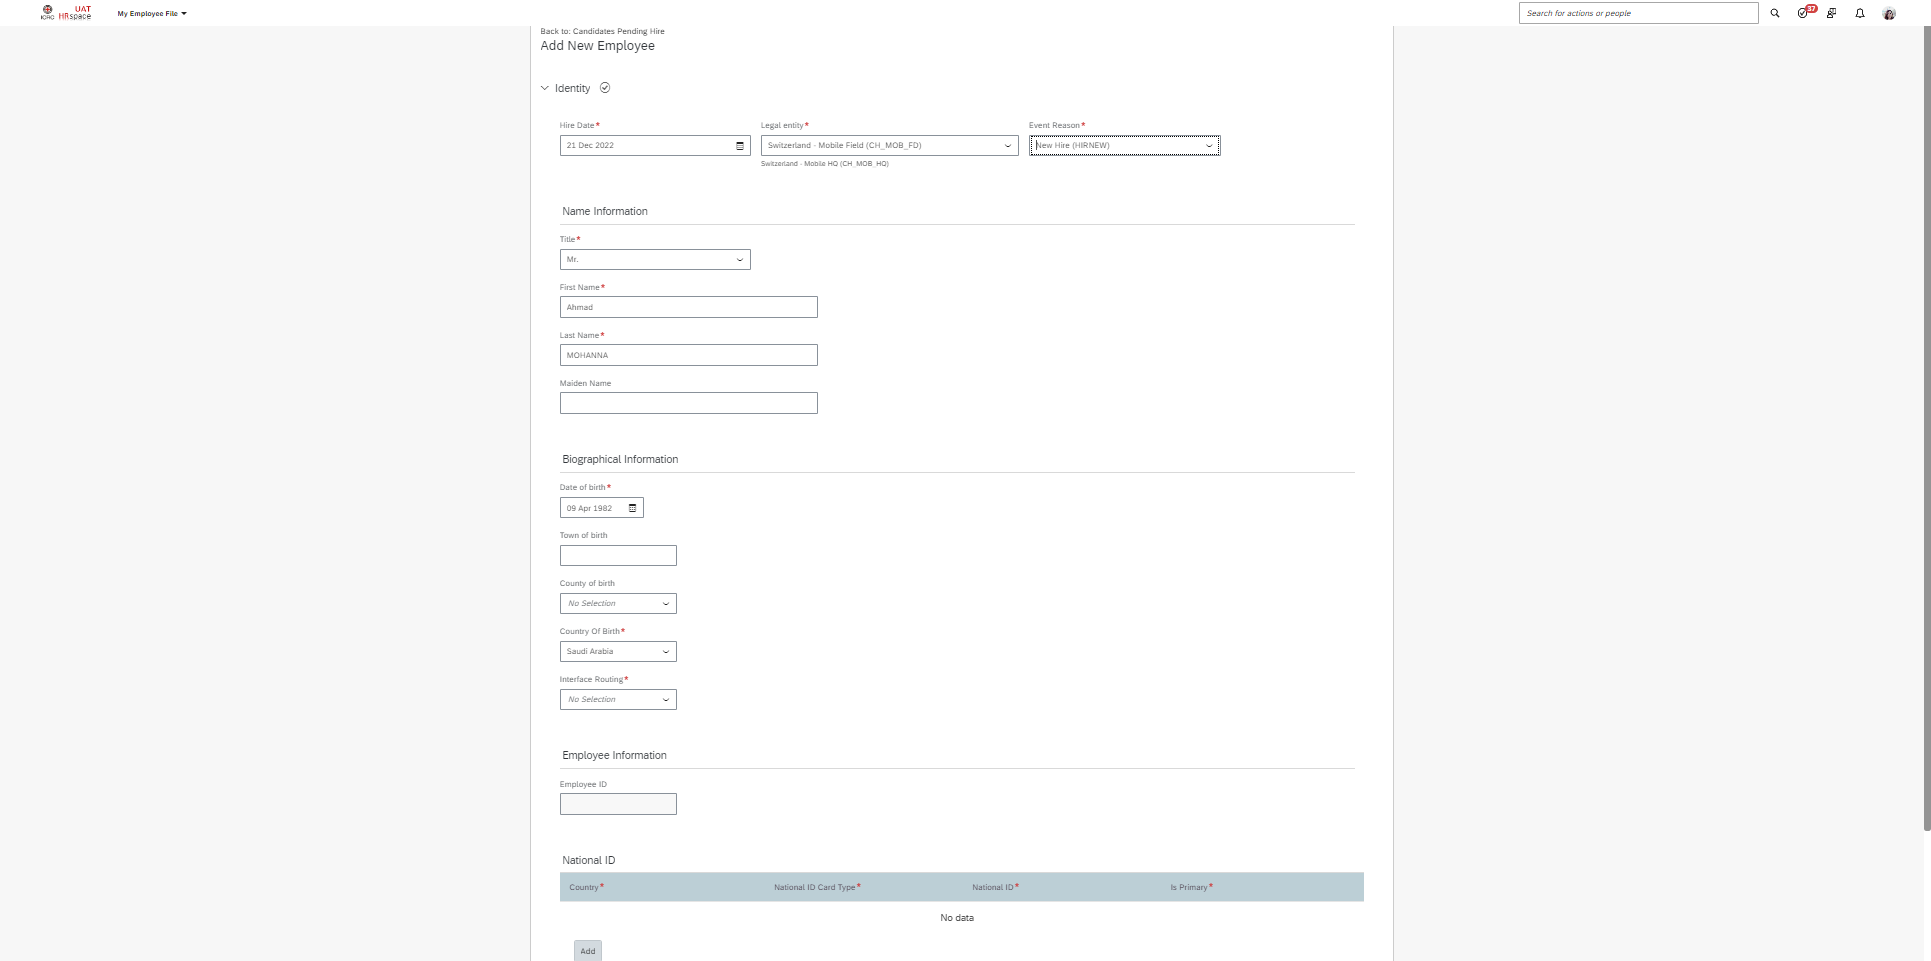 ICRC UAT HRspace My Employee File Search for actions or people 37
Back to: Candidates Pending Hire
Add New Employee
Identity
Hire Date* Legal entity* Event Reason*
21 Dec 2022 Switzerland - Mobile Field (CH_MOB_FD) New Hire (HIRNEW)
Switzerland - Mobile HQ (CH_MOB_HQ)
Name Information
Title*
Mr.
First Name*
Ahmad
Last Name*
MOHANNA
Maiden Name
Biographical Information
Date of birth*
09 Apr 1982
Town of birth
County of birth
No Selection
Country Of Birth*
Saudi Arabia
Interface Routing*
No Selection
Employee Information
Employee ID
National ID
Country* National ID Card Type* National ID* Is Primary*
No data
Add